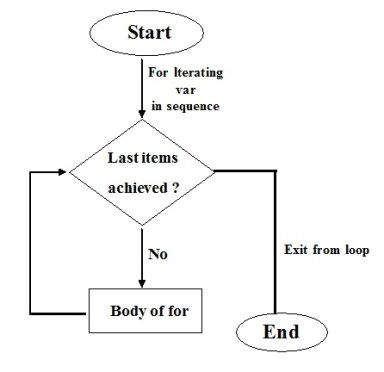 Start
For Iterating
var
in sequence
Last items
achieved ?
No
Exit from loop
Body of for
End